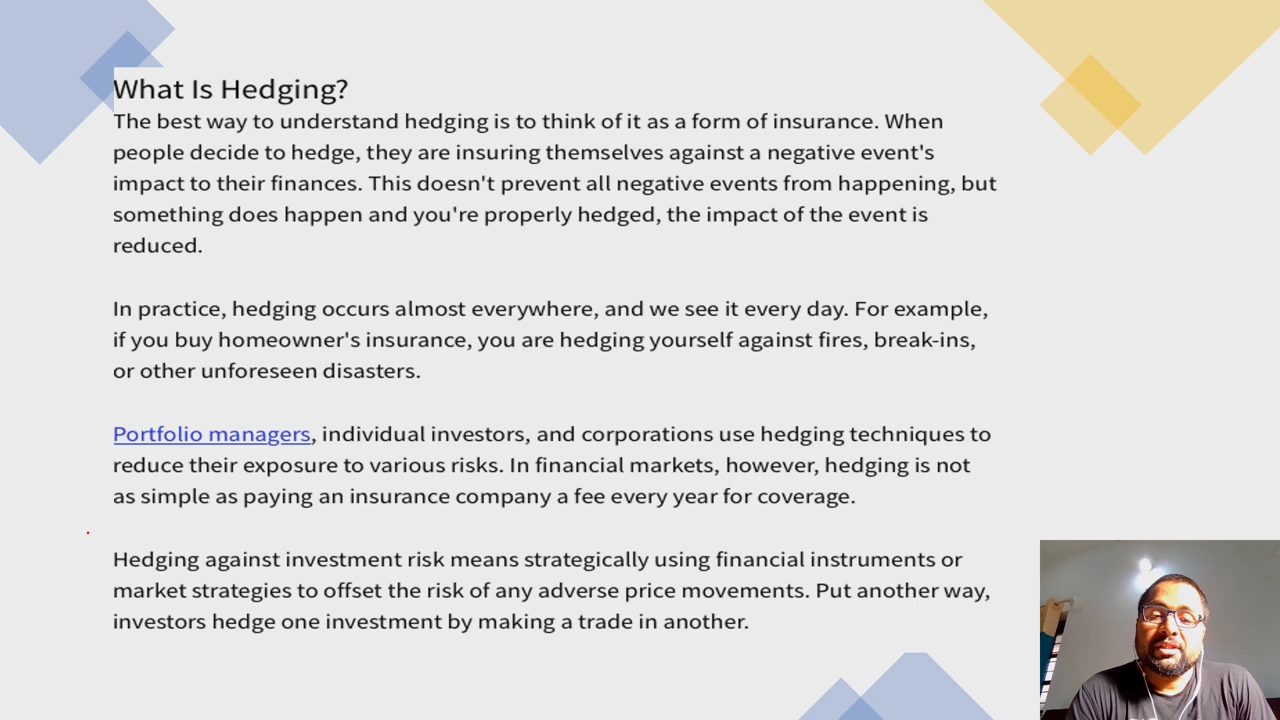 What Is Hedging?
The best way to understand hedging is to think of it as a form of insurance. When
people decide to hedge, they are insuring themselves against a negative event's
impact to their finances. This doesn't prevent all negative events from happening, but
something does happen and you're properly hedged, the impact of the event is
reduced.
In practice, hedging occurs almost everywhere, and we see it every day. For example,
if you buy homeowner's insurance, you are hedging yourself against fires, break-ins,
or other unforeseen disasters.
Portfolio managers, individual investors, and corporations use hedging techniques to
reduce their exposure to various risks. In financial markets, however, hedging is not
as simple as paying an insurance company a fee every year for coverage.
Hedging against investment risk means strategically using financial instruments or
market strategies to offset the risk of any adverse price movements. Put another way,
investors hedge one investment by making a trade in another.